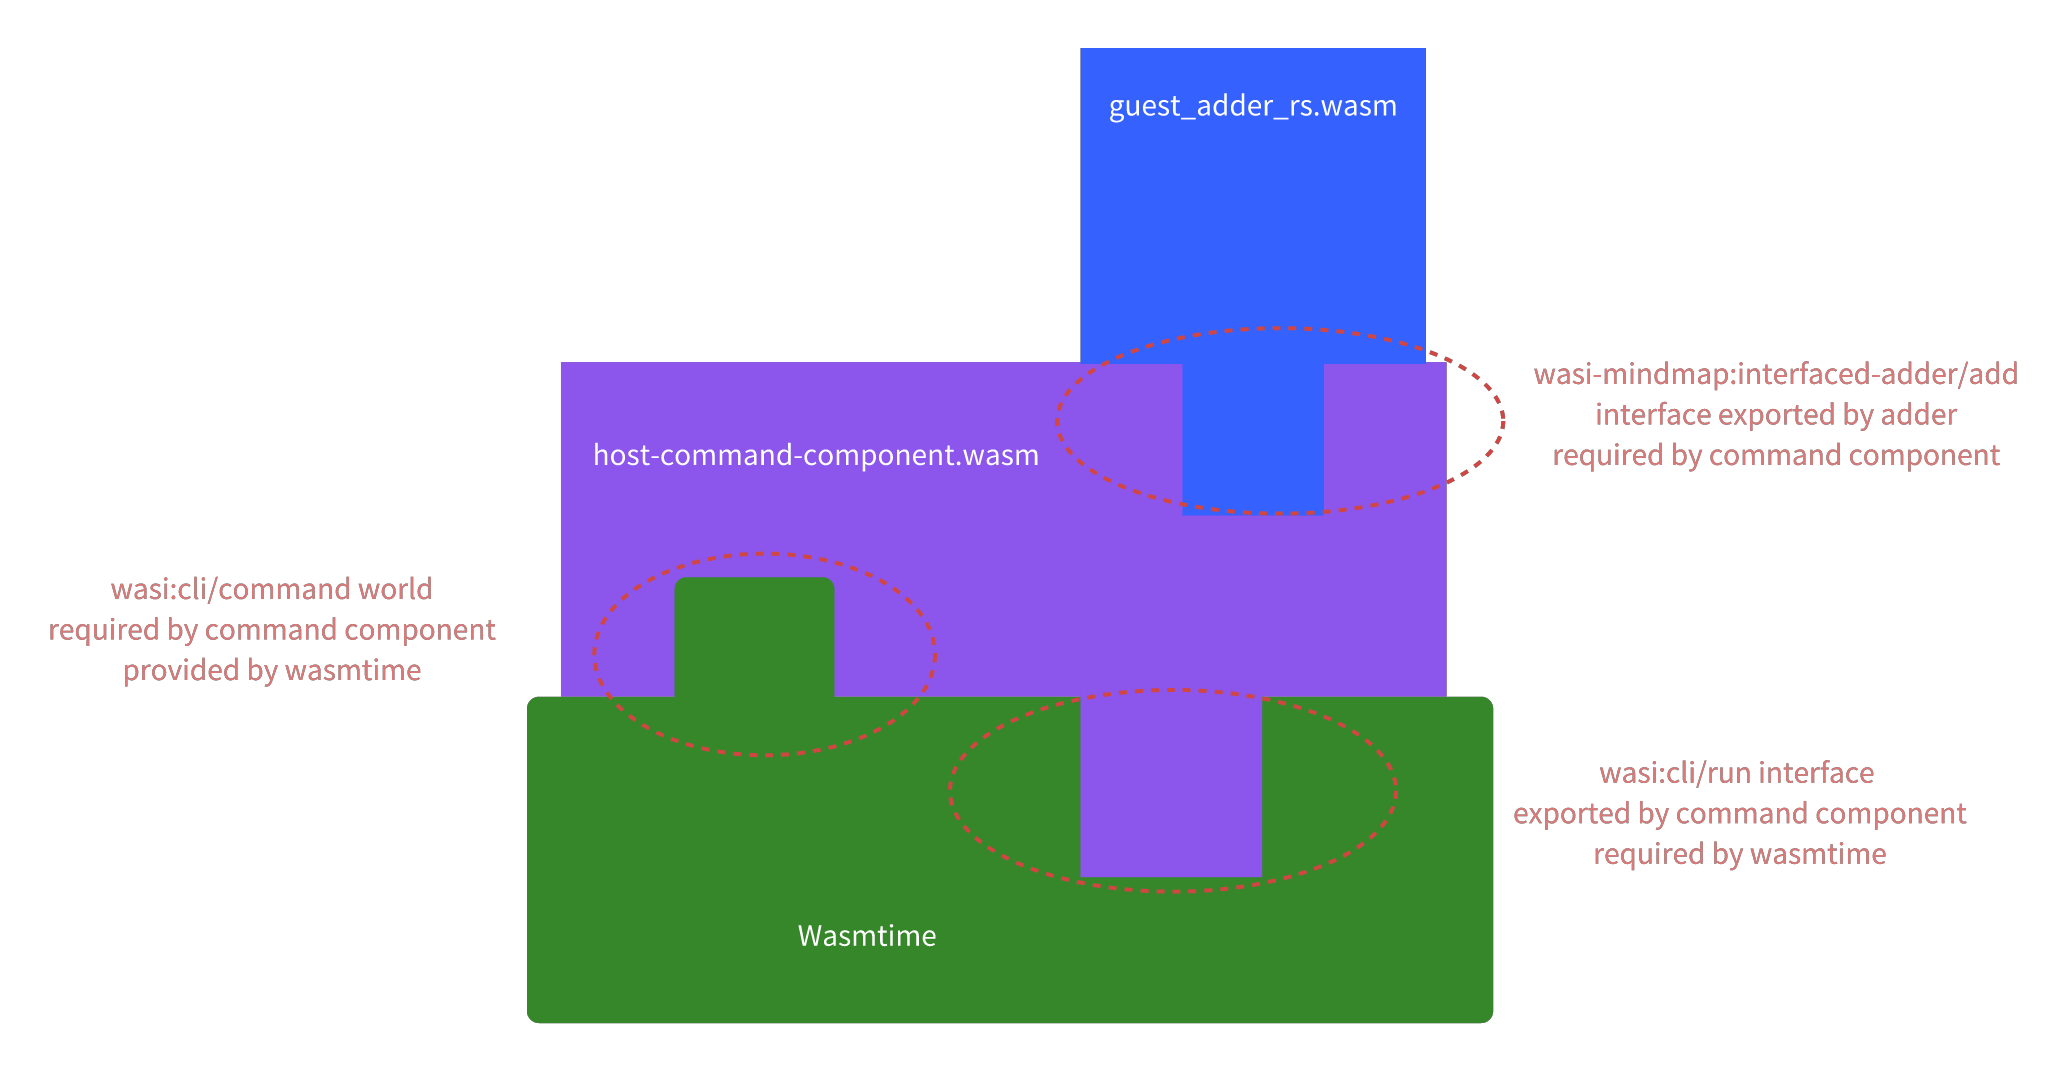 guest_adder_rs.wasm
wasi-mindmap:interfaced-adder/add
interface exported by adder
required by command component
host-command-component.wasm
wasi:cli/command world
required by command component
provided by wasmtime
wasi:cli/run interface
exported by command component
required by wasmtime
Wasmtime